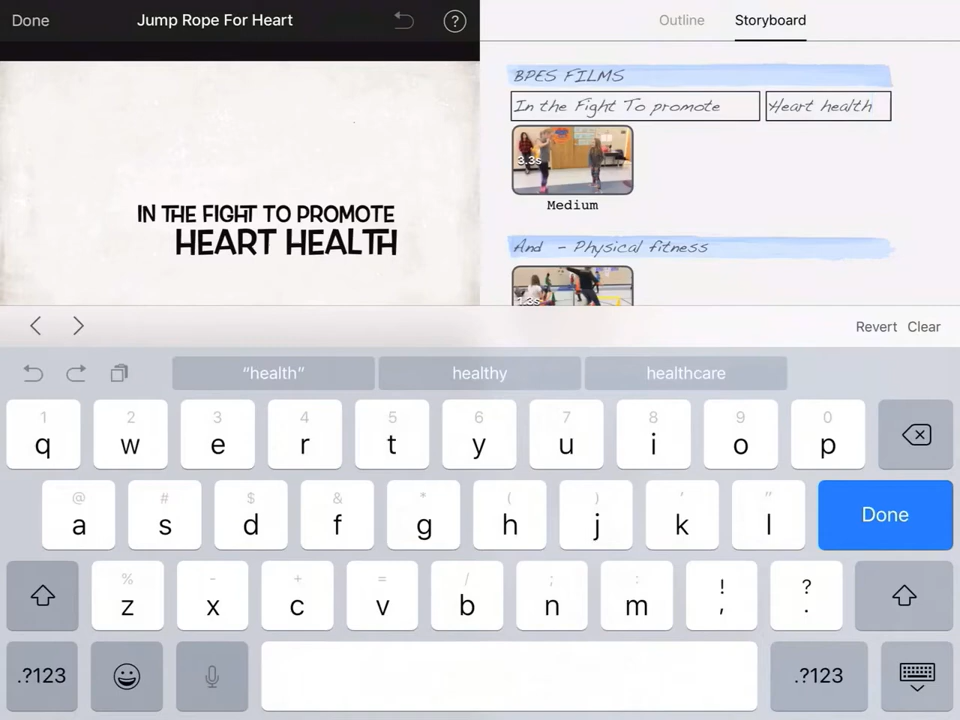 Done Jump Rope For Heart ?
Outline Storyboard
IN THE FIGHT TO PROMOTE
HEART HEALTH
BPES FILMS
In the Fight To promote Heart health
3.3s
Medium
And - Physical fitness
1.3s
Revert Clear
"health" healthy healthcare
1 2 3 4 5 6 7 8 9 0
q w e r t y u i o p
@ # $ & * ( ) ' "
a s d f g h j k l Done
% - + = / ; : ! ?
z x c v b n m , .
.?123 .?123